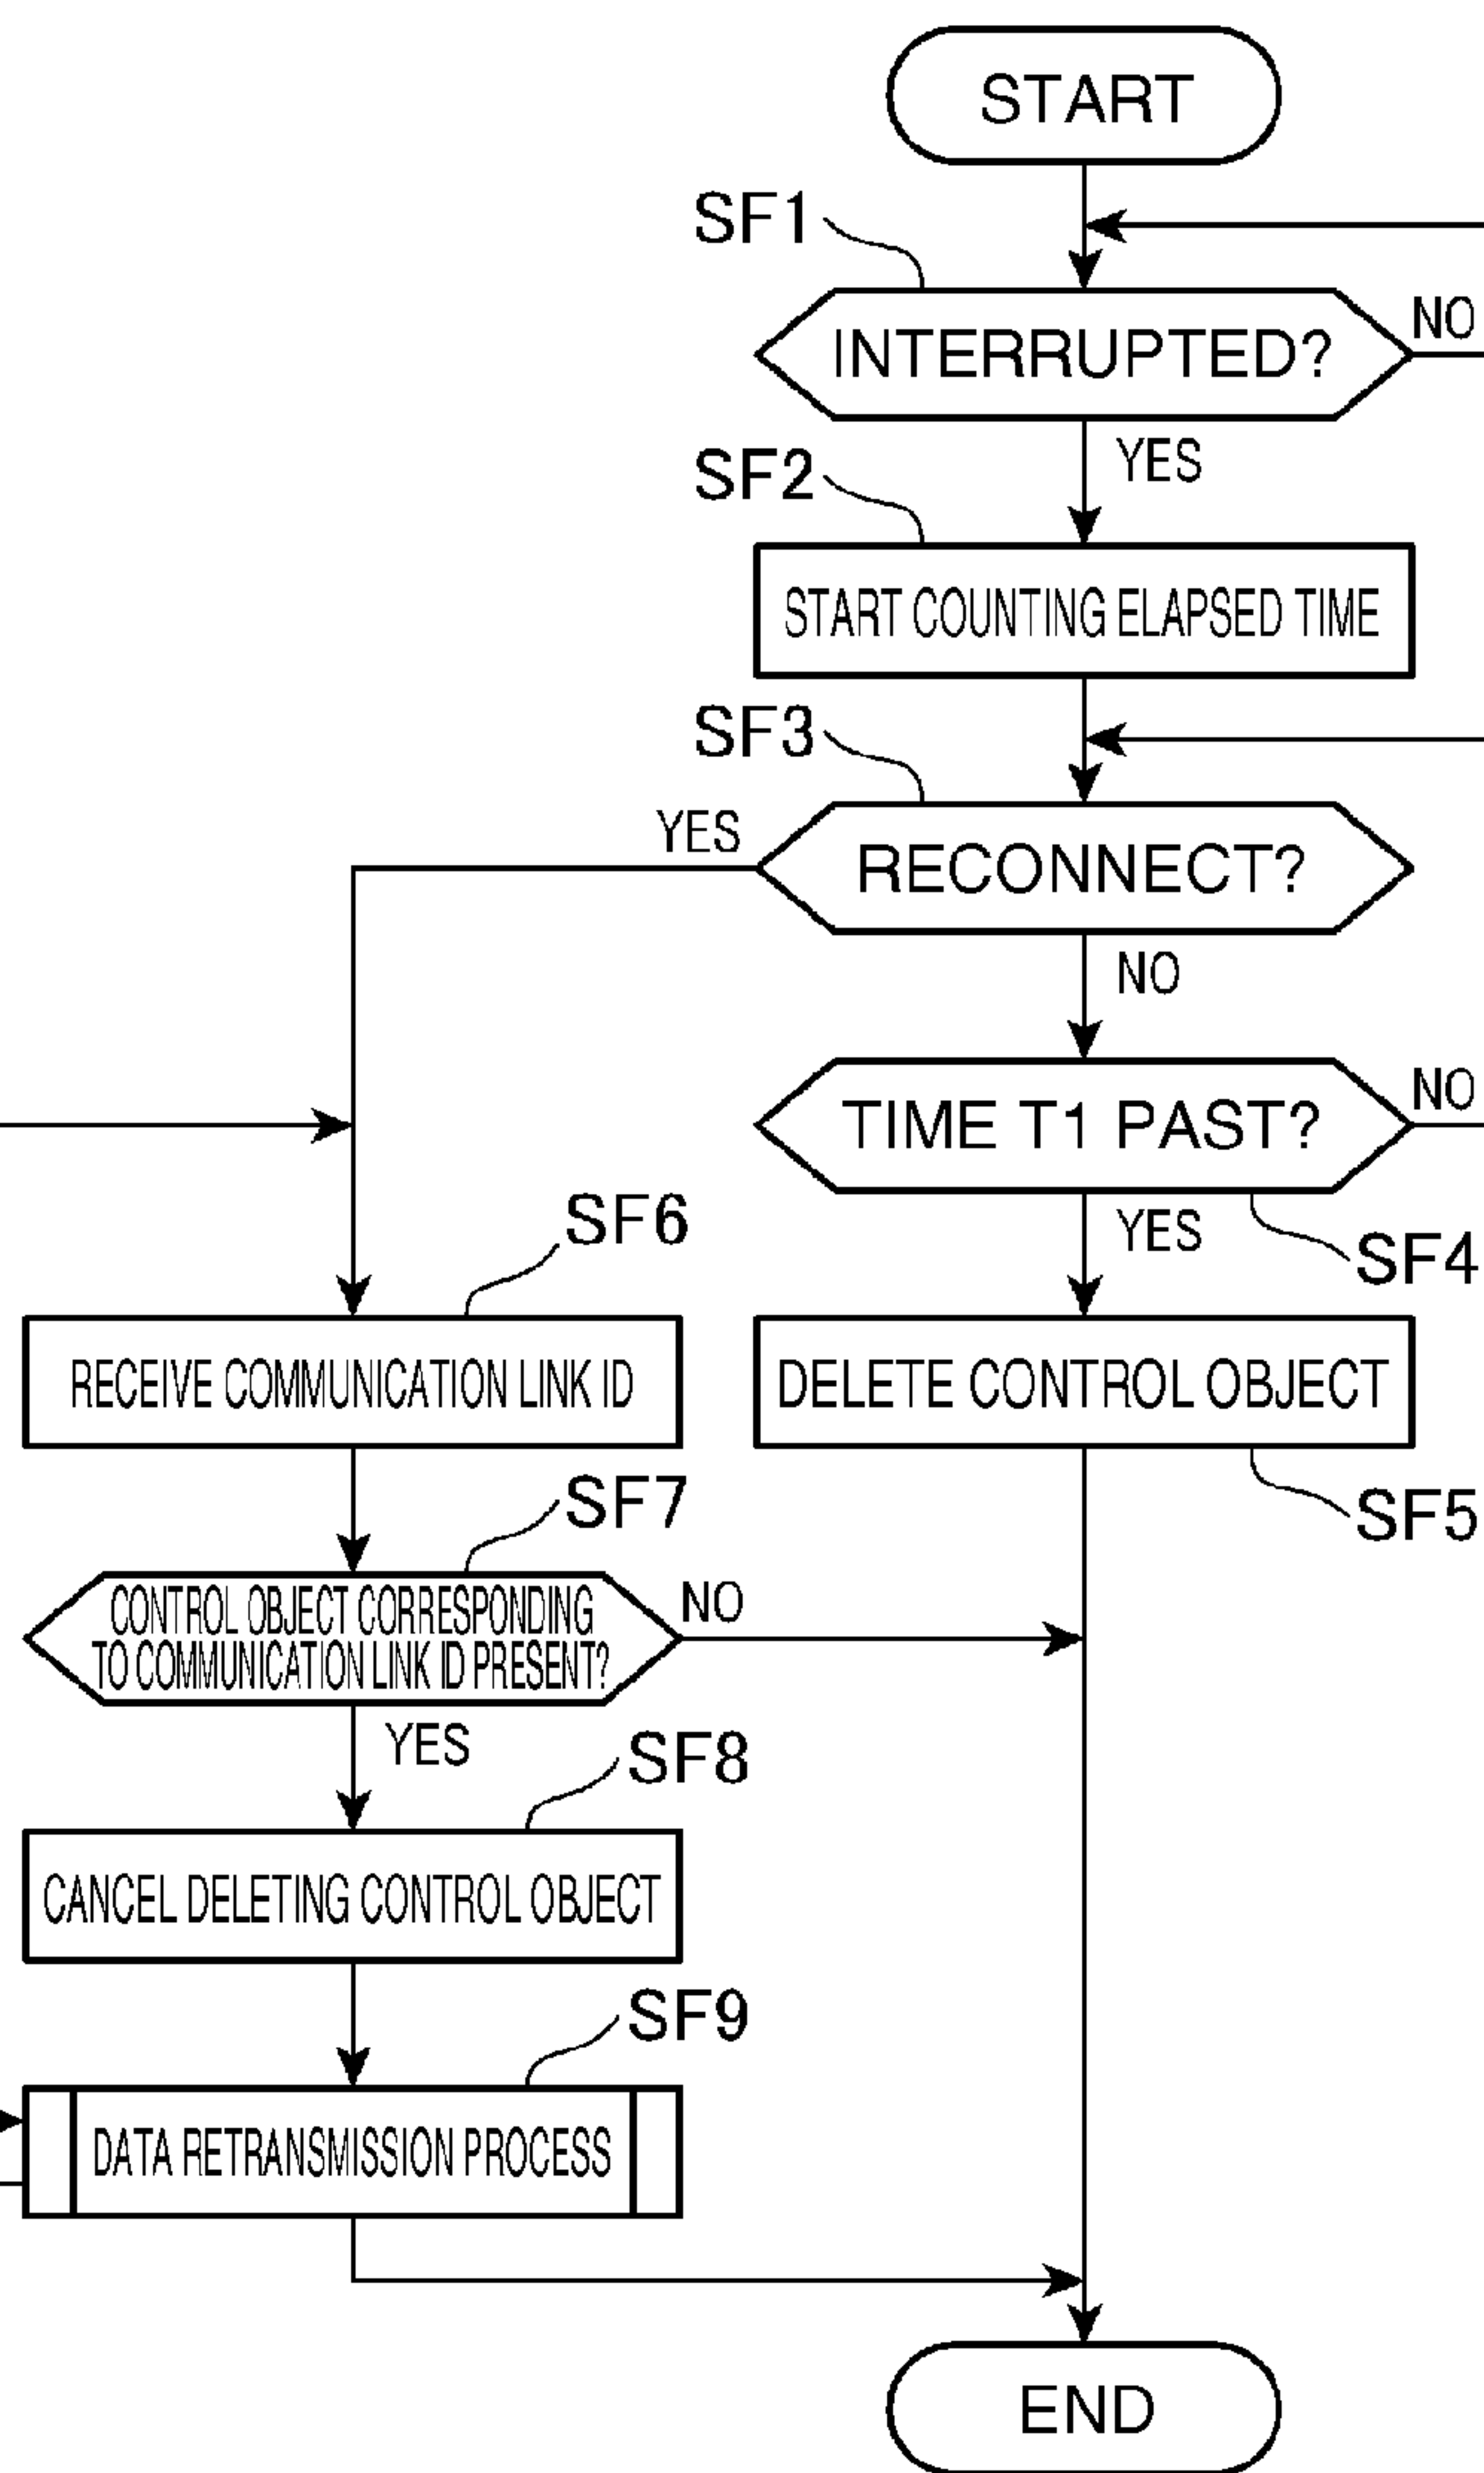 START
SF1
INTERRUPTED?
NO
YES
SF2
START COUNTING ELAPSED TIME
SF3
YES
RECONNECT?
NO
TIME T1 PAST?
NO
YES
SF4
SF6
RECEIVE COMMUNICATION LINK ID
DELETE CONTROL OBJECT
SF5
SF7
CONTROL OBJECT CORRESPONDING
TO COMMUNICATION LINK ID PRESENT?
NO
YES
SF8
CANCEL DELETING CONTROL OBJECT
SF9
DATA RETRANSMISSION PROCESS
END